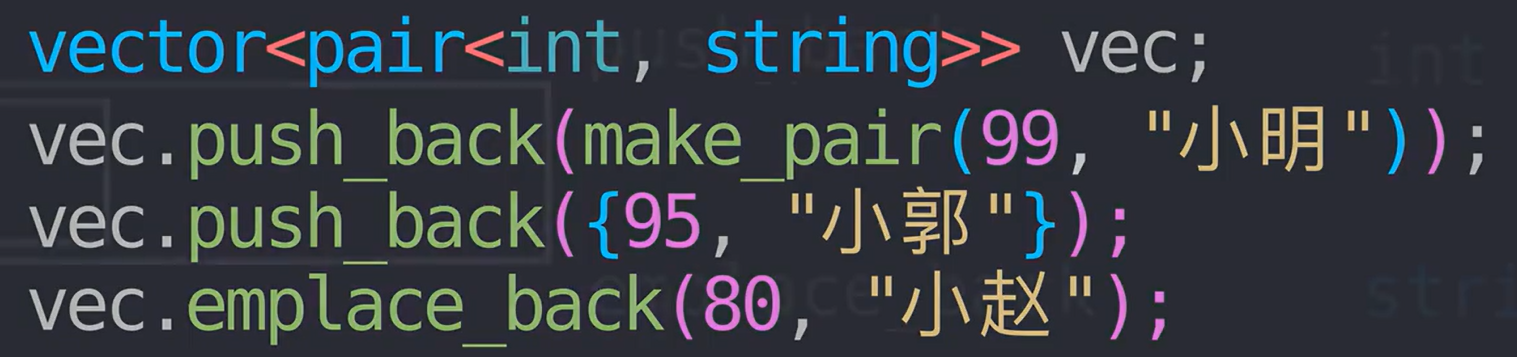 vector<pair<int, string>> vec;
vec.push_back(make_pair(99, "小明"));
vec.push_back({95, "小郭"});
vec.emplace_back(80, "小赵");